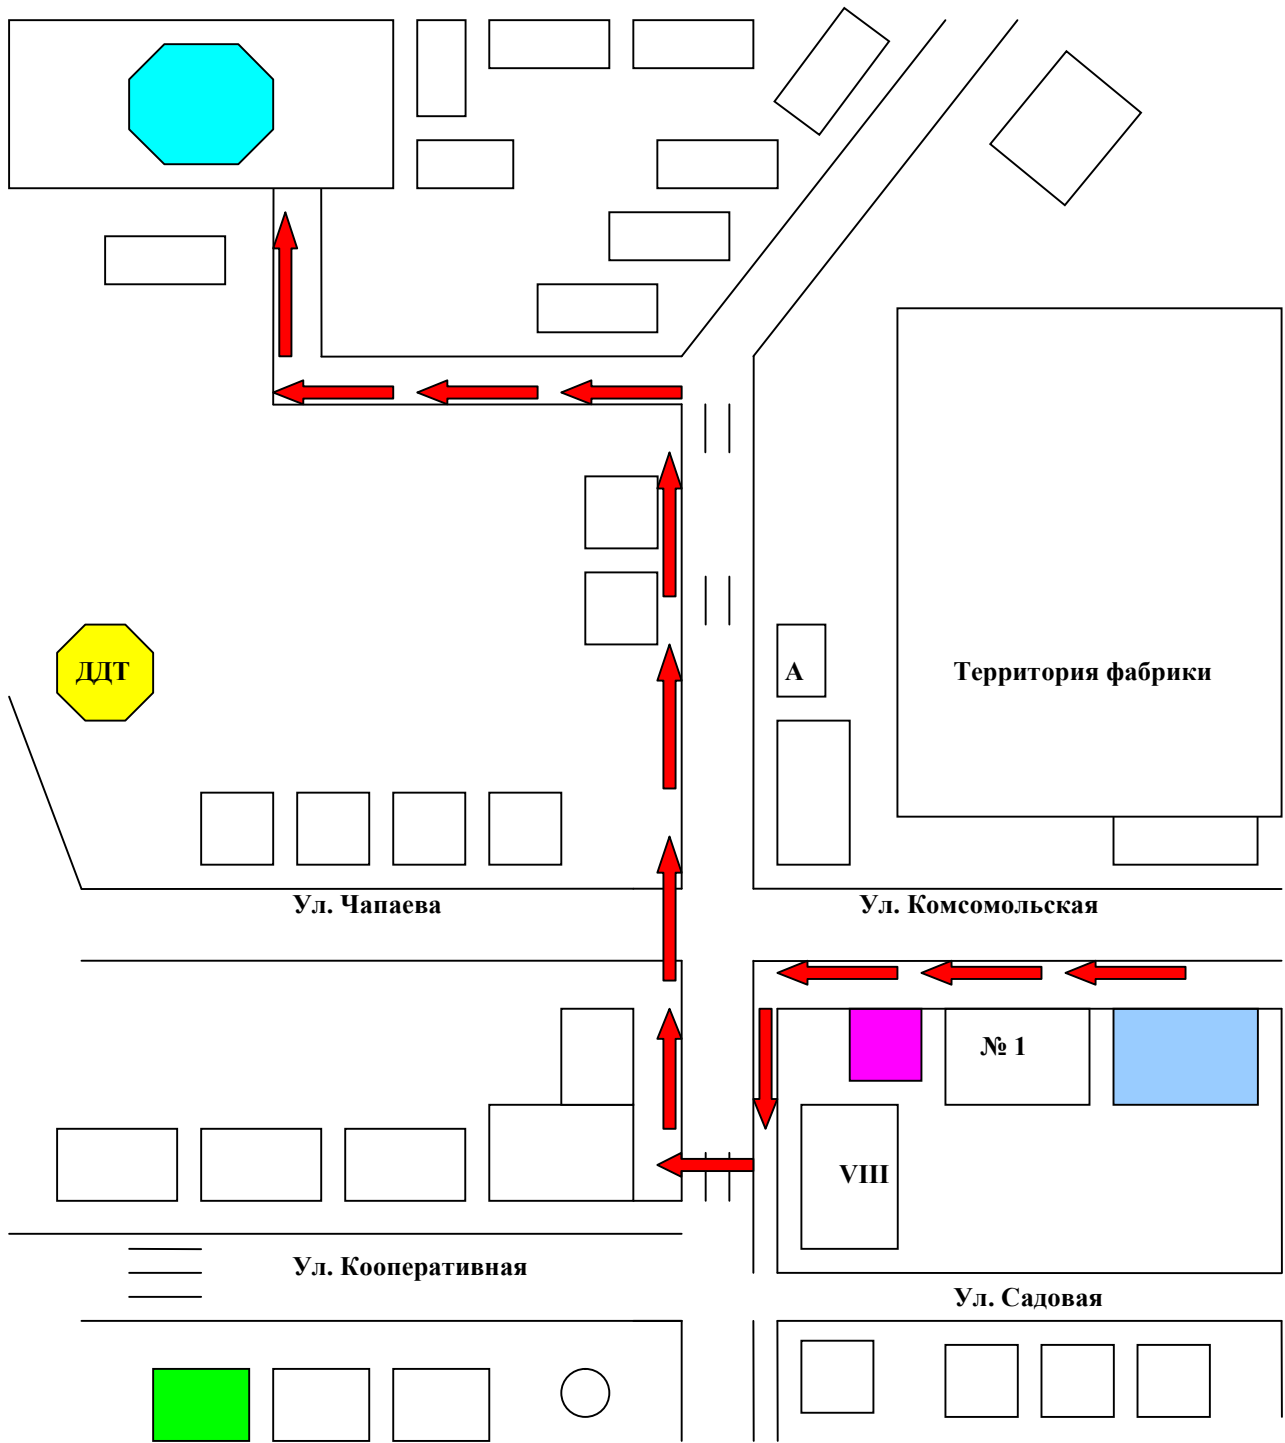 ДДТ
А
Территория фабрики
Ул. Чапаева
Ул. Комсомольская
№ 1
VIII
Ул. Кооперативная
Ул. Садовая